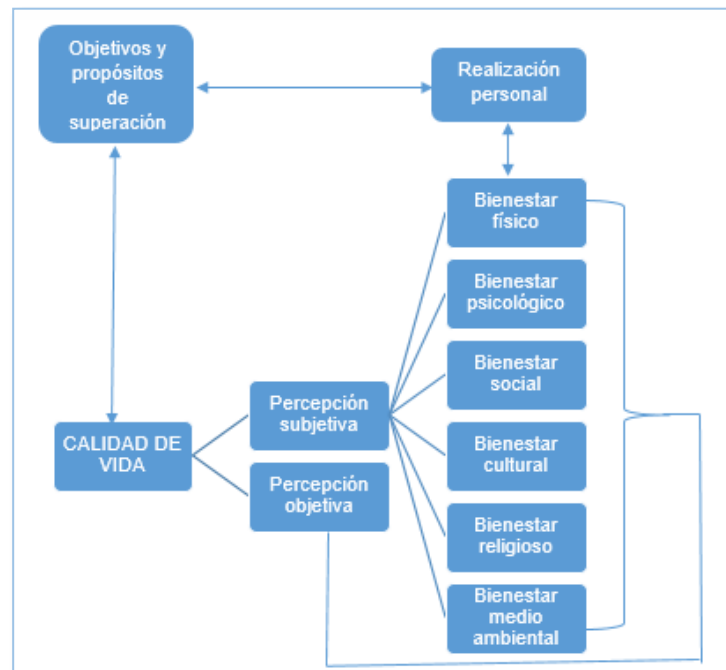 Objetivos y
propósitos
de
superación
Realización
personal
Bienestar
físico
Bienestar
psicológico
Bienestar
social
Percepción
subjetiva
CALIDAD DE
VIDA
Bienestar
cultural
Percepción
objetiva
Bienestar
religioso
Bienestar
medio
ambiental